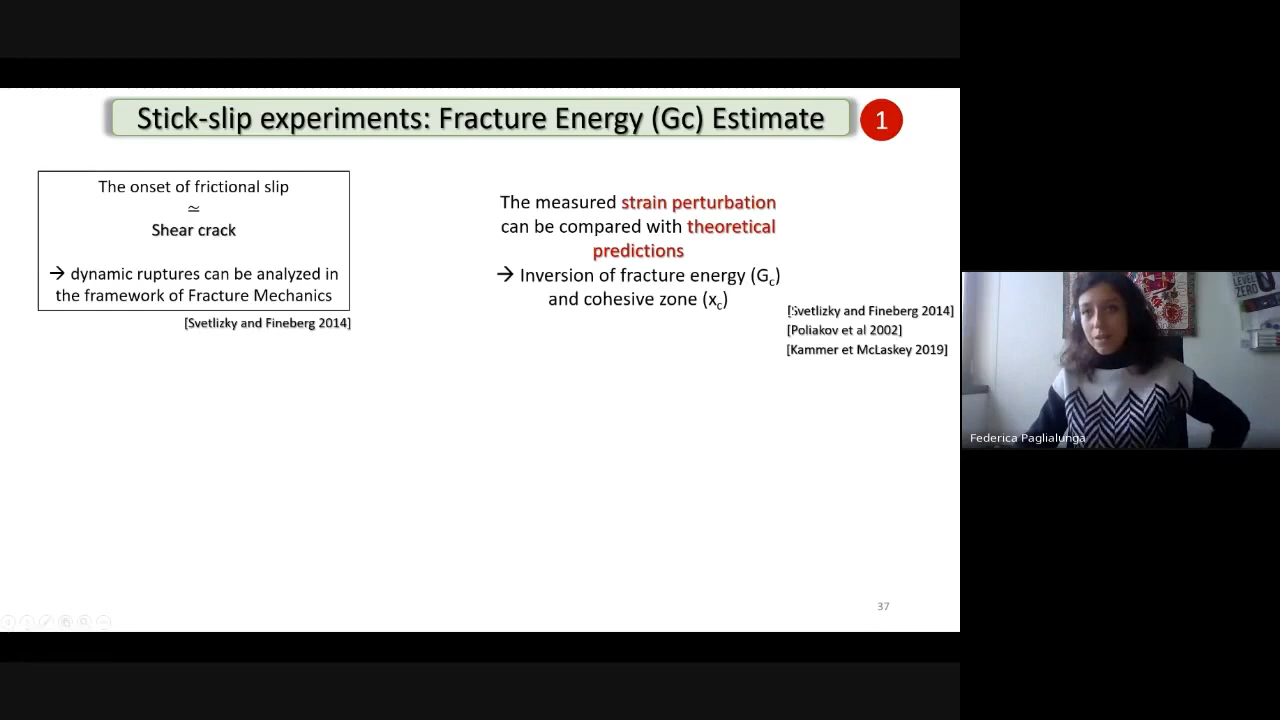 Stick-slip experiments: Fracture Energy (Gc) Estimate
1
The onset of frictional slip
≃
Shear crack
→ dynamic ruptures can be analyzed in
the framework of Fracture Mechanics
[Svetlizky and Fineberg 2014]
The measured strain perturbation
can be compared with theoretical
predictions
→ Inversion of fracture energy (Gc)
and cohesive zone (xc)
[Svetlizky and Fineberg 2014]
[Poliakov et al 2002]
[Kammer et McLaskey 2019]
37
LEVEL
ZERO
Federica Paglialunga